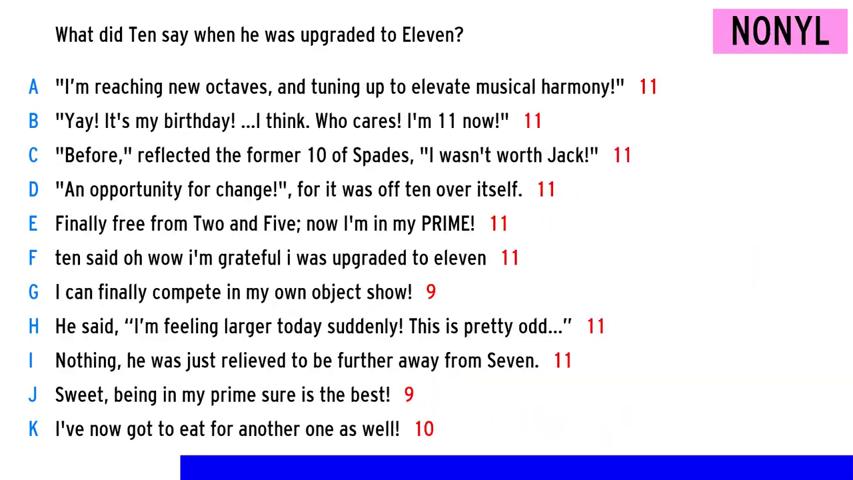 What did Ten say when he was upgraded to Eleven?
NONYL
A "I'm reaching new octaves, and tuning up to elevate musical harmony!" 11
B "Yay! It's my birthday! ...I think. Who cares! I'm 11 now!" 11
C "Before," reflected the former 10 of Spades, "I wasn't worth Jack!" 11
D "An opportunity for change!", for it was off ten over itself. 11
E Finally free from Two and Five; now I'm in my PRIME! 11
F ten said oh wow i'm grateful i was upgraded to eleven 11
G I can finally compete in my own object show! 9
H He said, “I’m feeling larger today suddenly! This is pretty odd...” 11
I Nothing, he was just relieved to be further away from Seven. 11
J Sweet, being in my prime sure is the best! 9
K I've now got to eat for another one as well! 10